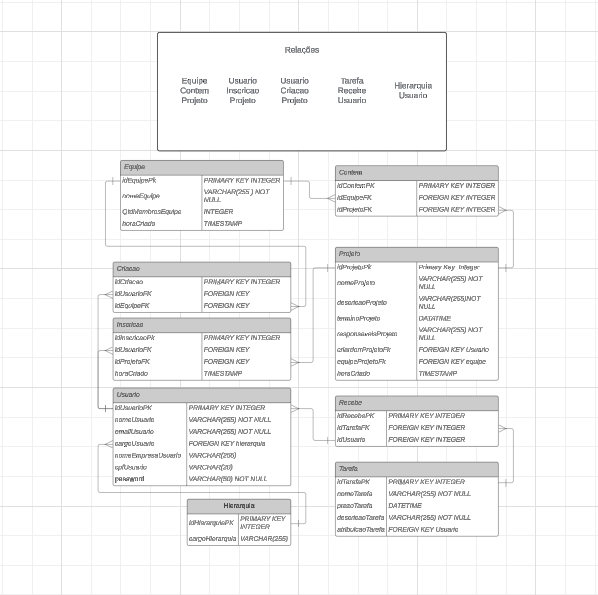 Relações
Equipe
Contem
Projeto
Usuario
Inscricao
Projeto
Usuario
Criacao
Projeto
Tarefa
Recebe
Usuario
Hierarquia
Usuario
Equipe
idEquipePk PRIMARY KEY INTEGER
nomeEquipe VARCHAR(255 ) NOT
NULL
QtdMembrosEquipe INTEGER
horaCriado TIMESTAMP
Contem
idContemPK PRIMARY KEY INTEGER
idEquipeFK FOREIGN KEY INTEGER
idProjetoFK FOREIGN KEY INTEGER
Criacao
idCriacao PRIMARY KEY INTEGER
idUsuarioFK FOREIGN KEY
idEquipeFK FOREIGN KEY
Projeto
idProjetoPk Primary Key Integer
nomeProjeto VARCHAR(255) NOT
NULL
descricaoProjeto VARCHAR(255)NOT
NULL
terminoProjeto DATATIME
responsavelsProjeto VARCHAR(255) NOT
NULL
criardomProjetoFk FOREIGN KEY Usuario
equipeProjetoFk FOREIGN KEY equipe
horaCriado TIMESTAMP
Inscricao
idInscricaoPk PRIMARY KEY INTEGER
idUsuarioFK FOREIGN KEY
idProjetoFk FOREIGN KEY
horaCriado TIMESTAMP
Usuario
idUsuarioPK PRIMARY KEY INTEGER
nomeUsuario VARCHAR(255) NOT NULL
emailUsuario VARCHAR(255) NOT NULL
cargoUsuario FOREIGN KEY hierarquia
nomeEmpresaUsuario VARCHAR(255)
cpfUsuario VARCHAR(20)
password VARCHAR(50) NOT NULL
Recebe
idRecebePK PRIMARY KEY INTEGER
idTarefaFK FOREIGN KEY INTEGER
idUsuario FOREIGN KEY INTEGER
Tarefa
idTarefaPK PRIMARY KEY INTEGER
nomeTarefa VARCHAR(255) NOT NULL
prazoTarefa DATETIME
descricaoTarefa VARCHAR(255) NOT NULL
atribuicaoTarefa FOREIGN KEY Usuario
Hierarquia
idHierarquiaPK PRIMARY KEY
INTEGER
cargoHierarquia VARCHAR(255)